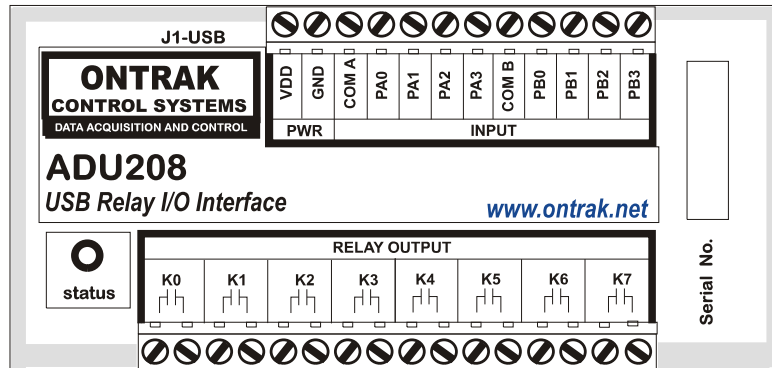 J1-USB
ONTRAK
CONTROL SYSTEMS
DATA ACQUISITION AND CONTROL
VDD GND COM A PA0 PA1 PA2 PA3 COM B PB0 PB1 PB2 PB3
PWR INPUT
ADU208
USB Relay I/O Interface
www.ontrak.net
Serial No.
status
RELAY OUTPUT
K0 K1 K2 K3 K4 K5 K6 K7